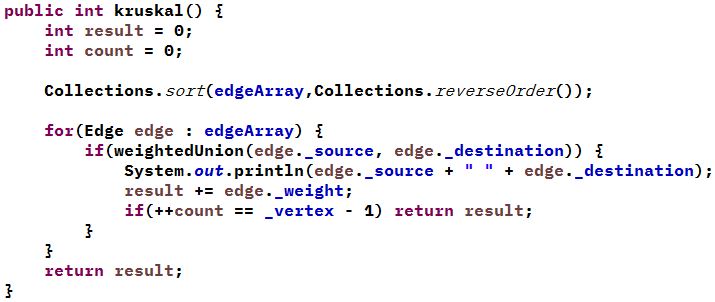 public int kruskal() {
    int result = 0;
    int count = 0;

    Collections.sort(edgeArray,Collections.reverseOrder());

    for(Edge edge : edgeArray) {
        if(weightedUnion(edge._source, edge._destination)) {
            System.out.println(edge._source + " " + edge._destination);
            result += edge._weight;
            if(++count == _vertex - 1) return result;
        }
    }
    return result;
}